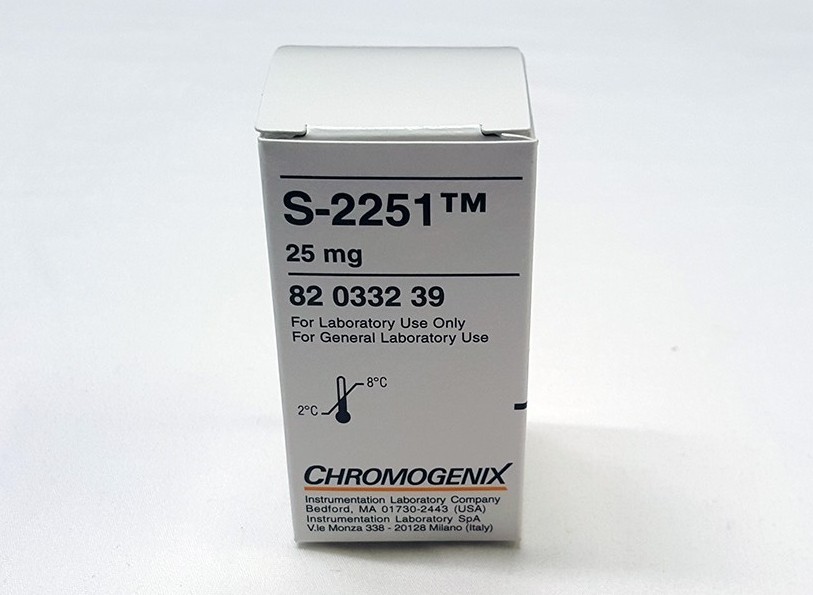 S-2251™
25 mg
82 0332 39
For Laboratory Use Only
For General Laboratory Use
8°C
2°C
CHROMOGENIX
Instrumentation Laboratory Company
Bedford, MA 01730-2443 (USA)
Instrumentation Laboratory SpA
V.le Monza 338 - 20128 Milano (Italy)